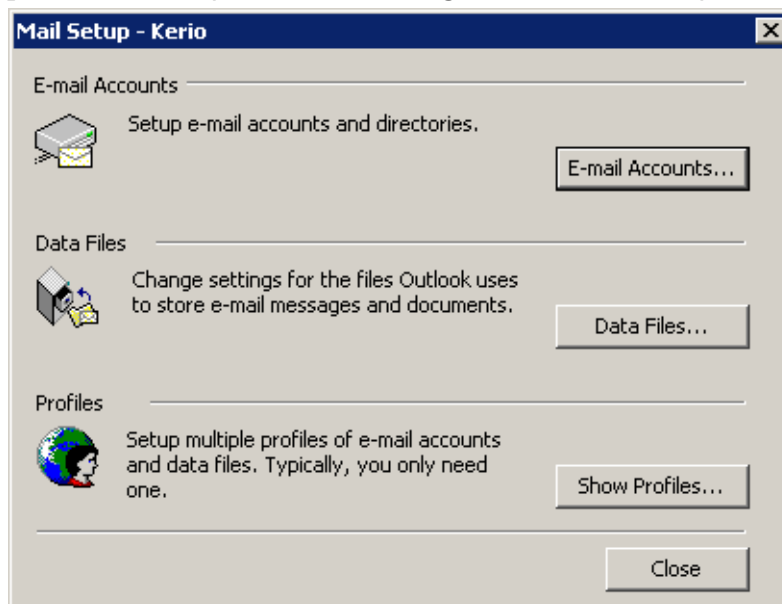 Mail Setup - Kerio
E-mail Accounts
Setup e-mail accounts and directories.
E-mail Accounts...
Data Files
Change settings for the files Outlook uses
to store e-mail messages and documents.
Data Files...
Profiles
Setup multiple profiles of e-mail accounts
and data files. Typically, you only need
one.
Show Profiles...
Close